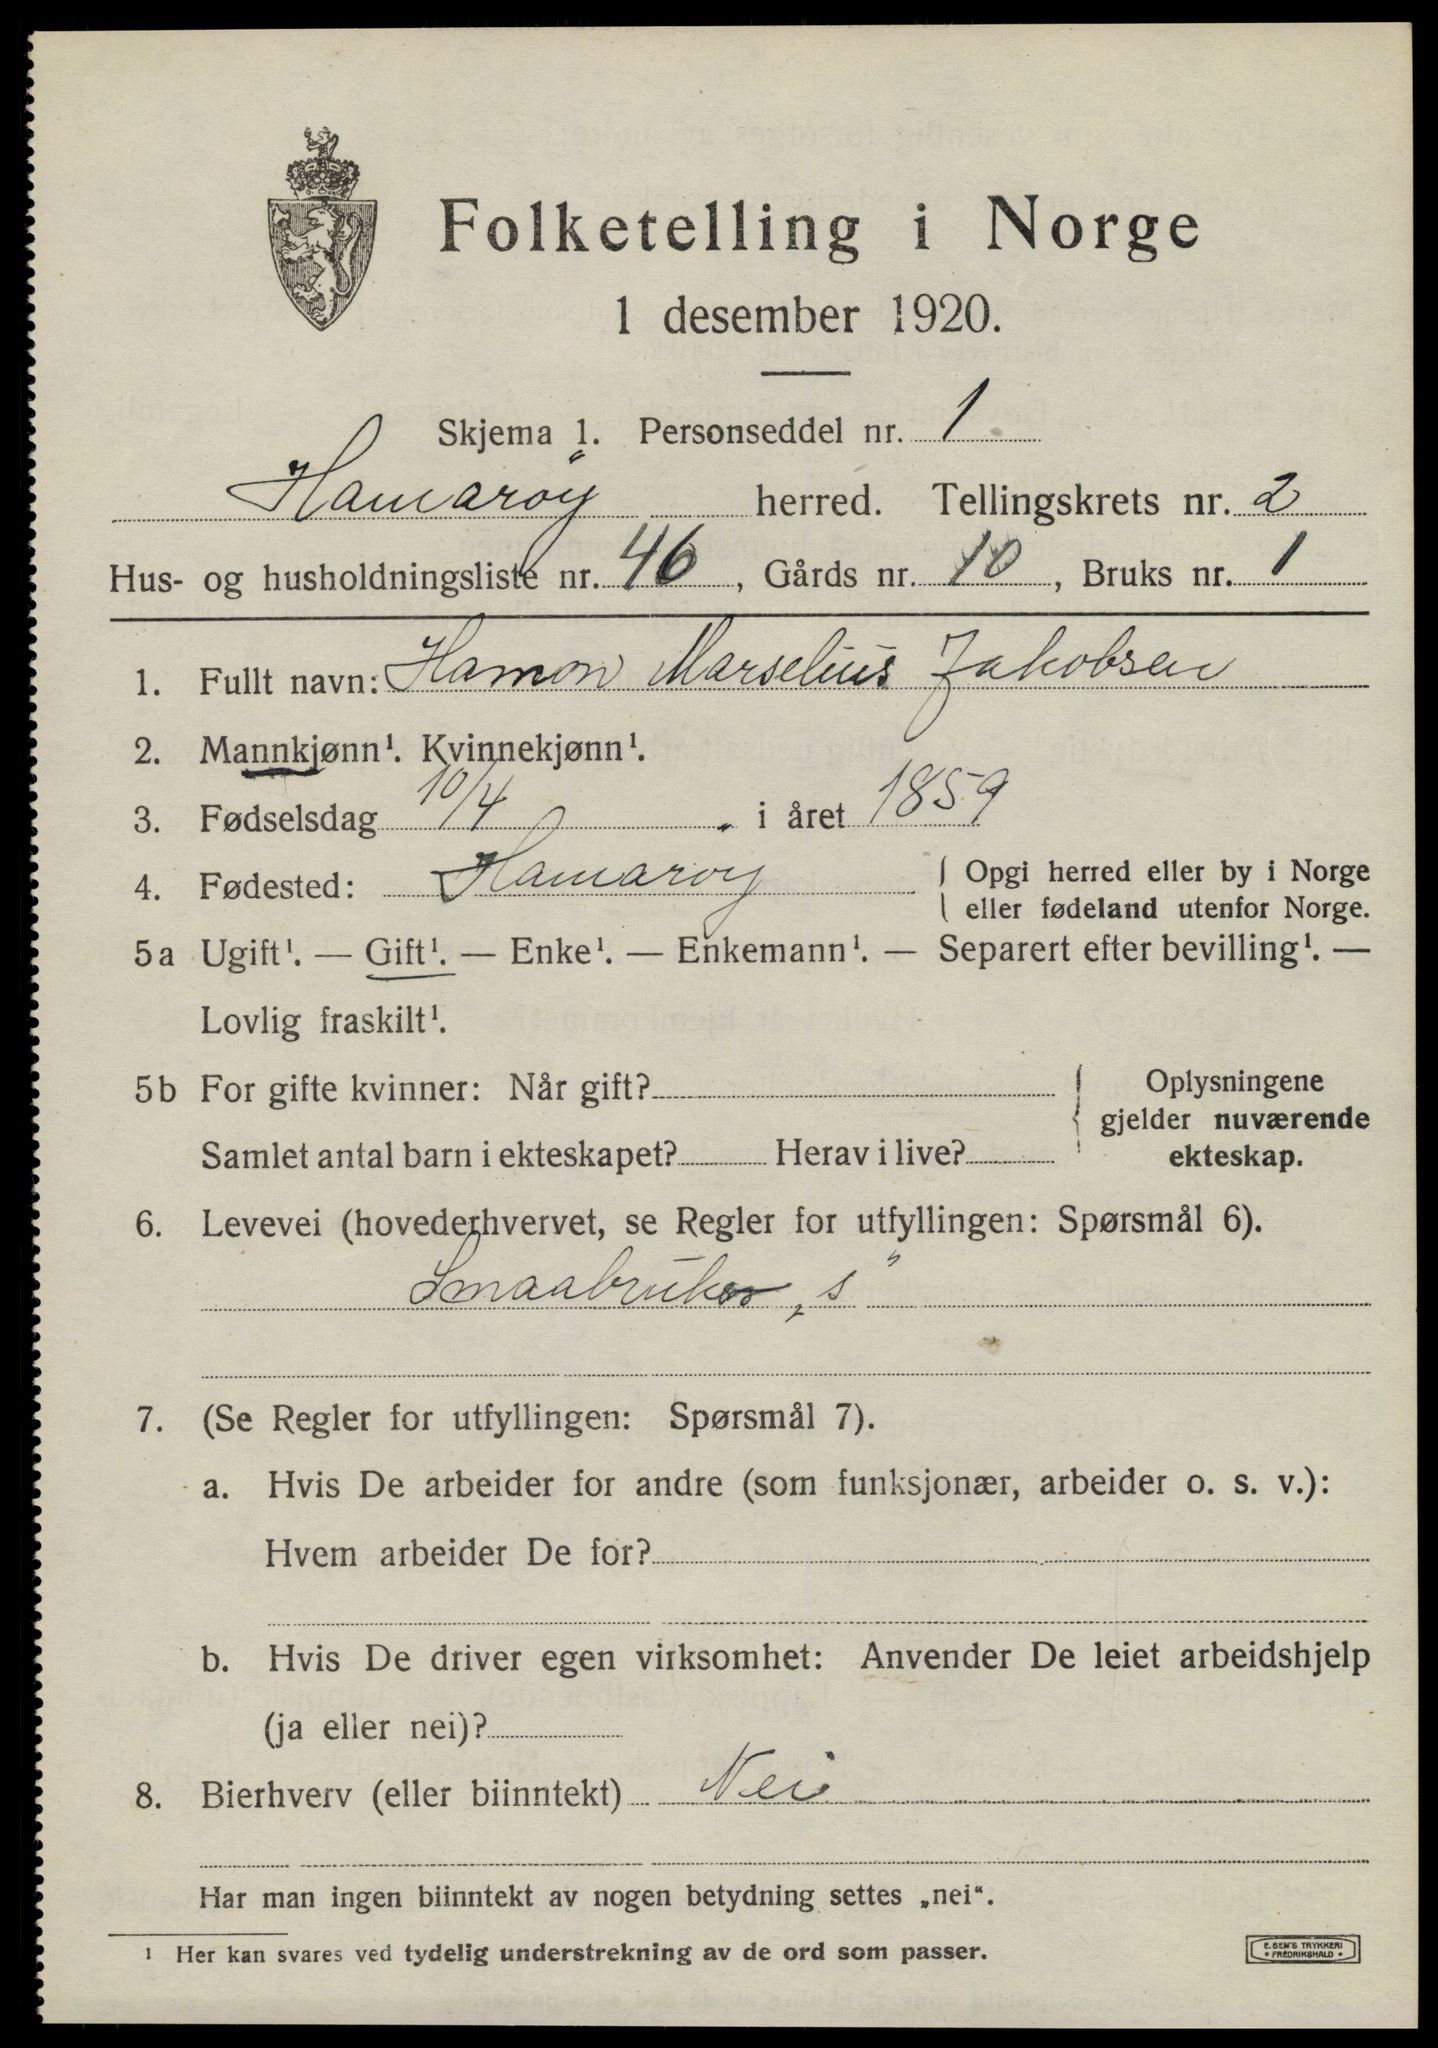 Folketelling i Norge
1 desember 1920.
Skjema 1. Personseddel nr. 1
Hamarøy herred. Tellingskrets nr. 2
Hus- og husholdningsliste nr. 46, Gårds nr. 10, Bruks nr. 1
1. Fullt navn: Hamon Marselius Jakobsen
2. Mannkjønn¹. Kvinnekjønn¹.
3. Fødselsdag 10/4 i året 1859
4. Fødested: Hamarøy { Opgi herred eller by i Norge
eller fødeland utenfor Norge.
5a Ugift¹. — Gift¹. — Enke¹. — Enkemann¹. — Separert efter bevilling¹. —
Lovlig fraskilt¹.
5b For gifte kvinner: Når gift? { Oplysningene
gjelder nuværende
Samlet antal barn i ekteskapet? Herav i live? ekteskap.
6. Levevei (hovederhvervet, se Regler for utfyllingen: Spørsmål 6).
Smaabruker „s"
7. (Se Regler for utfyllingen: Spørsmål 7).
a. Hvis De arbeider for andre (som funksjonær, arbeider o. s. v.):
Hvem arbeider De for?
b. Hvis De driver egen virksomhet: Anvender De leiet arbeidshjelp
(ja eller nei)?
8. Bierhverv (eller biinntekt) Nei
Har man ingen biinntekt av nogen betydning settes „nei".
¹ Her kan svares ved tydelig understrekning av de ord som passer.
E. SEM'S TRYKKERI
• FREDRIKSHALD •